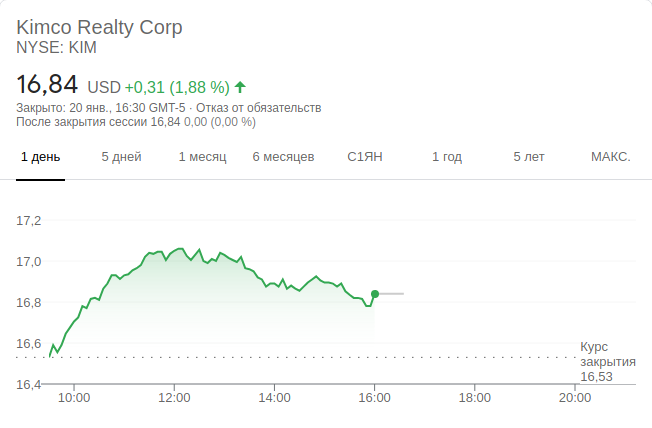 Kimco Realty Corp
NYSE: KIM
16,84 USD +0,31 (1,88 %)
Закрыто: 20 янв., 16:30 GMT-5 · Отказ от обязательств
После закрытия сессии 16,84 0,00 (0,00 %)
1 день 5 дней 1 месяц 6 месяцев С1ЯН 1 год 5 лет МАКС.
17,2
17,0
16,8
16,6
Курс
закрытия
16,53
16,4
10:00 12:00 14:00 16:00 18:00 20:00